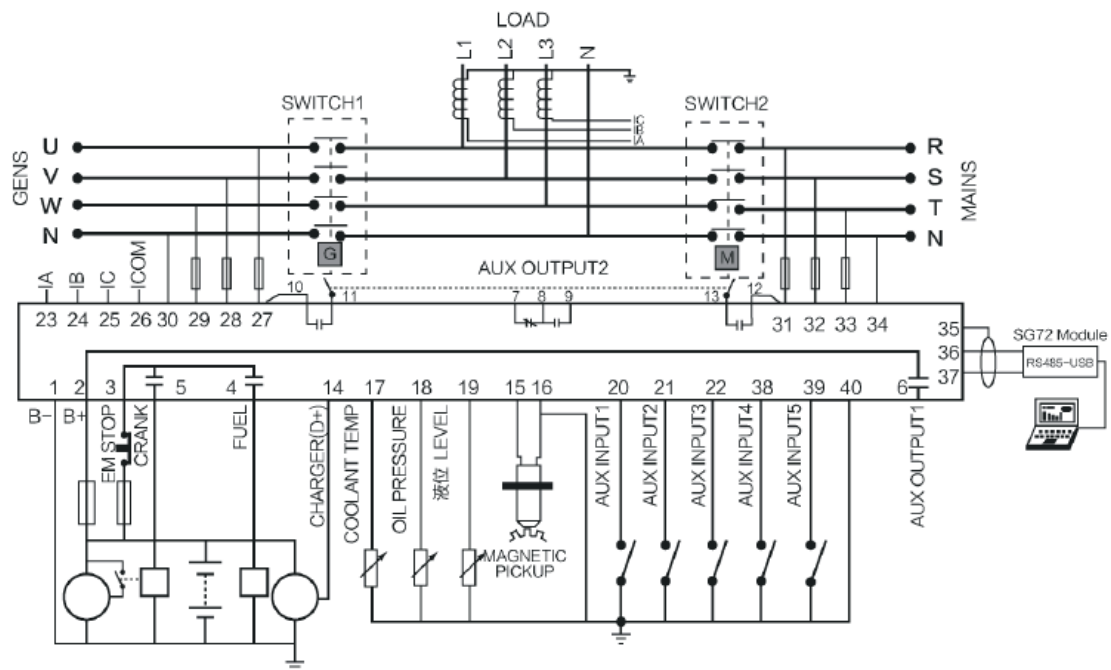 LOAD
L1
L2
L3
N
SWITCH1
SWITCH2
IC
IB
IA
GENS
U
V
W
N
R
S
T
N
MAINS
G
M
AUX OUTPUT2
IA
IB
IC
ICOM
10
11
7
8
9
13
12
23
24
25
26
30
29
28
27
31
32
33
34
35
36
37
SG72 Module
RS485-USB
1
2
3
5
4
14
17
18
19
15
16
20
21
22
38
39
40
6
B-
B+
EM STOP
CRANK
FUEL
CHARGER(D+)
COOLANT TEMP
OIL PRESSURE
液位 LEVEL
MAGNETIC
PICKUP
AUX INPUT1
AUX INPUT2
AUX INPUT3
AUX INPUT4
AUX INPUT5
AUX OUTPUT1